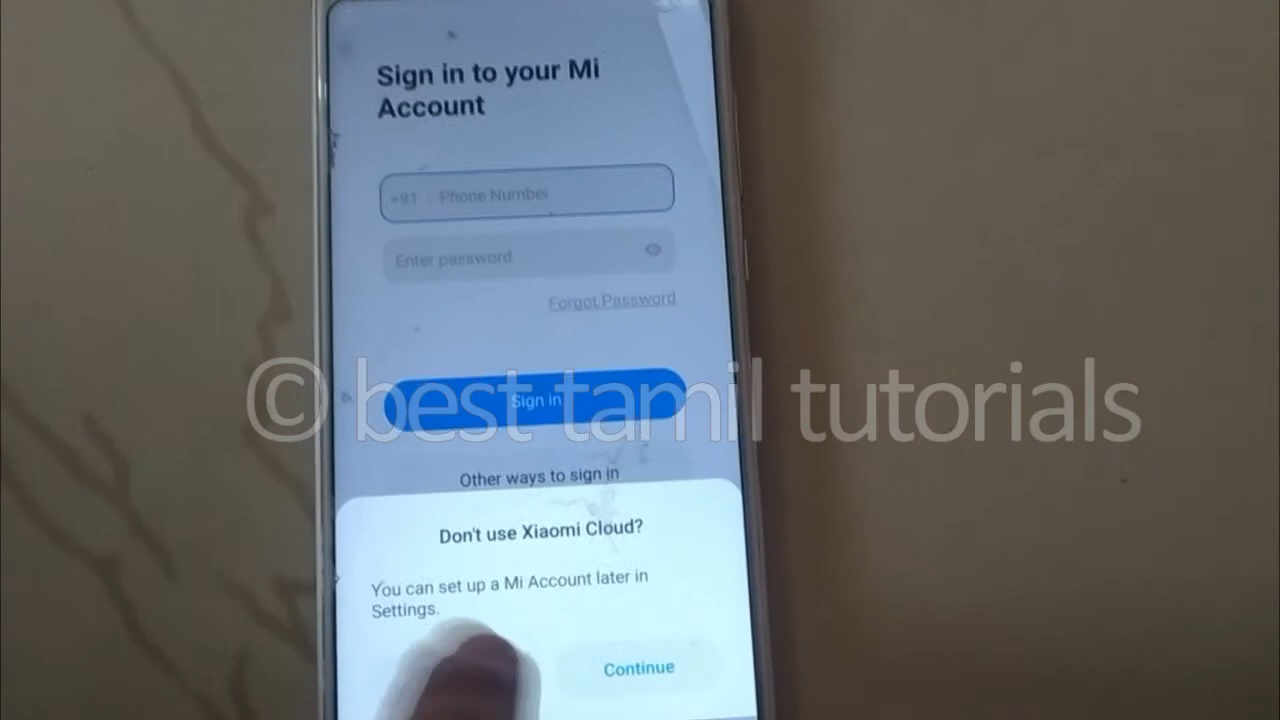 Sign in to your Mi
Account
+91 Phone Number
Enter password
Forgot Password
Sign in
© best tamil tutorials
Other ways to sign in
Don't use Xiaomi Cloud?
You can set up a Mi Account later in
Settings.
Continue